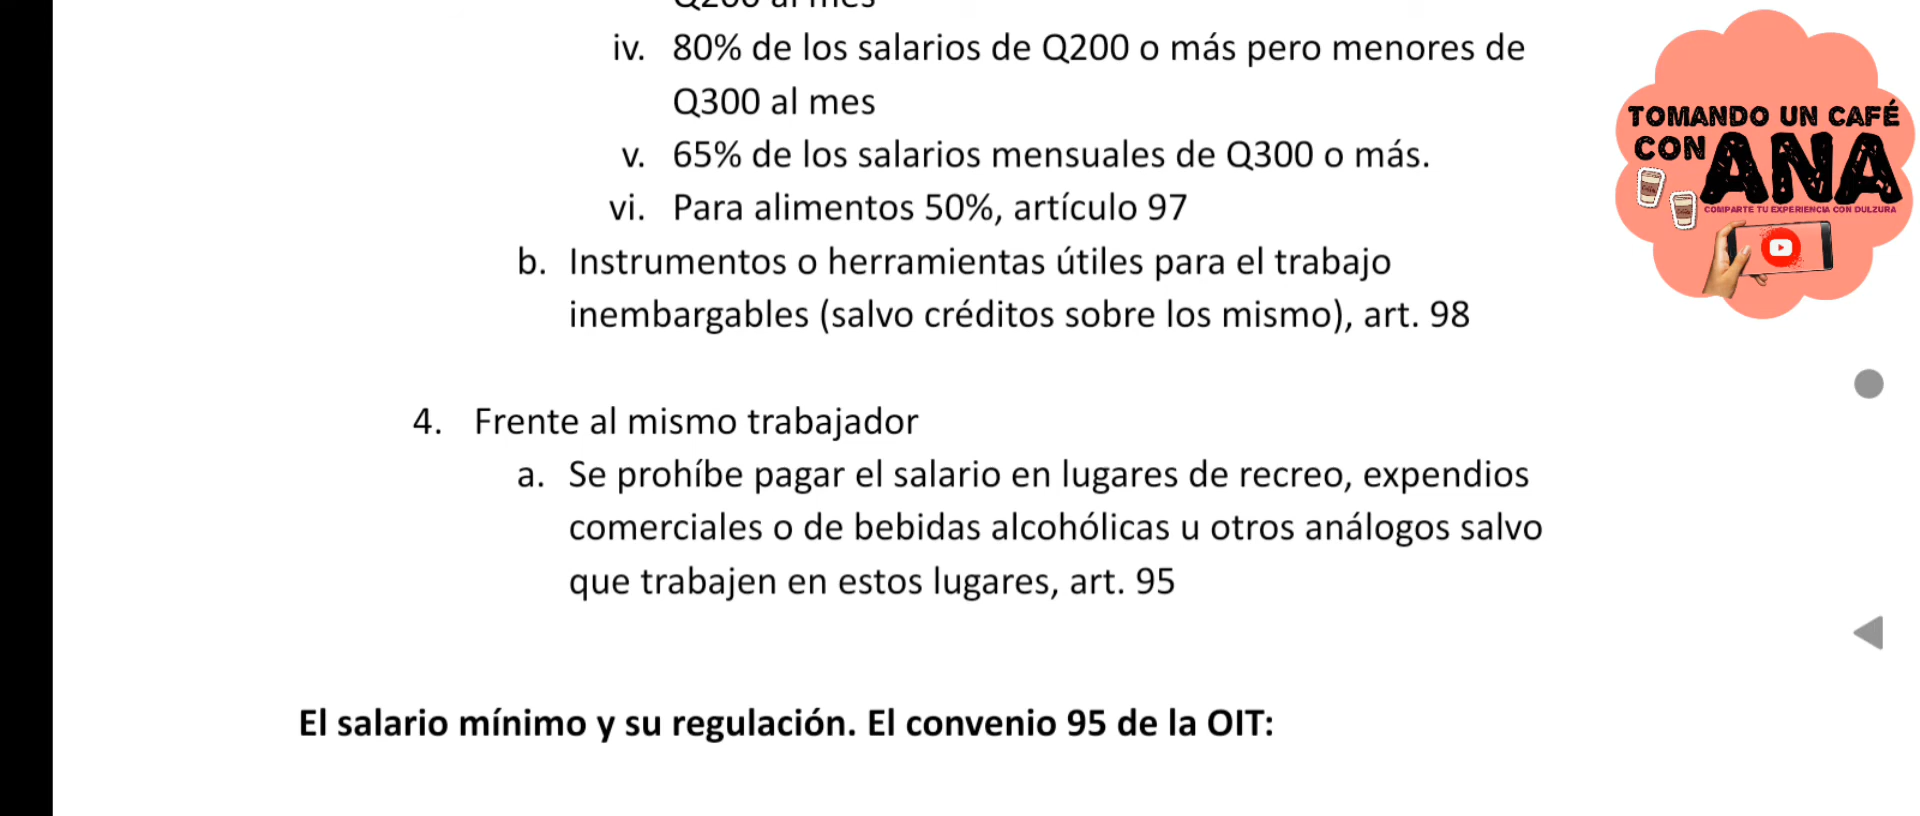 Q200 al mes
iv. 80% de los salarios de Q200 o más pero menores de
Q300 al mes
v. 65% de los salarios mensuales de Q300 o más.
vi. Para alimentos 50%, artículo 97
b. Instrumentos o herramientas útiles para el trabajo
inembargables (salvo créditos sobre los mismo), art. 98
4. Frente al mismo trabajador
a. Se prohíbe pagar el salario en lugares de recreo, expendios
comerciales o de bebidas alcohólicas u otros análogos salvo
que trabajen en estos lugares, art. 95
El salario mínimo y su regulación. El convenio 95 de la OIT:
TOMANDO UN CAFÉ
CON ANA
COMPARTE TU EXPERIENCIA CON DULZURA